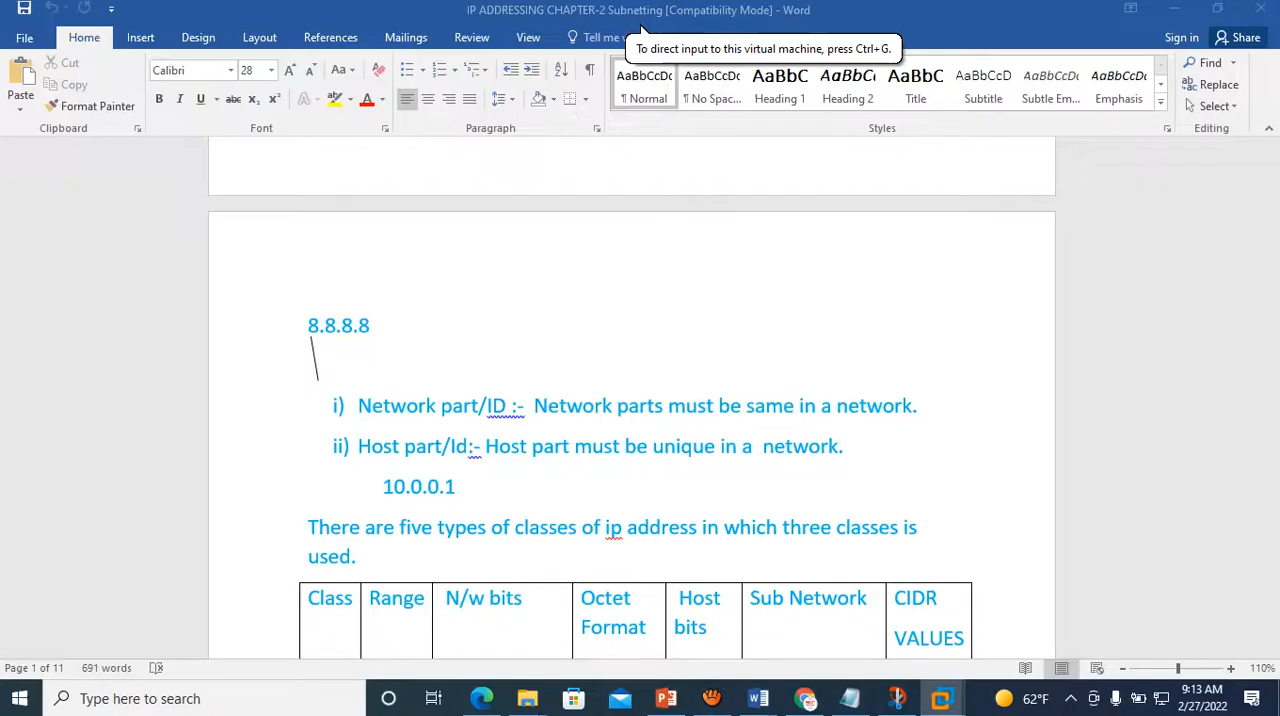 IP ADDRESSING CHAPTER-2 Subnetting [Compatibility Mode] - Word
File Home Insert Design Layout References Mailings Review View Tell me Sign in Share
To direct input to this virtual machine, press Ctrl+G.
Paste
Cut
Copy
Format Painter
Clipboard
Calibri 28
Font
Paragraph
AaBbCcDc AaBbCcDc AaBbC AaBbCc AaBbC AaBbCcD AaBbCcDt AaBbCcDt
¶ Normal ¶ No Spac... Heading 1 Heading 2 Title Subtitle Subtle Em... Emphasis
Styles
Find
Replace
Select
Editing
8.8.8.8
i) Network part/ID :- Network parts must be same in a network.
ii) Host part/Id:- Host part must be unique in a network.
10.0.0.1
There are five types of classes of ip address in which three classes is
used.
Class Range N/w bits Octet Format Host bits Sub Network CIDR VALUES
Page 1 of 11 691 words 110%
Type here to search
62°F
9:13 AM
2/27/2022